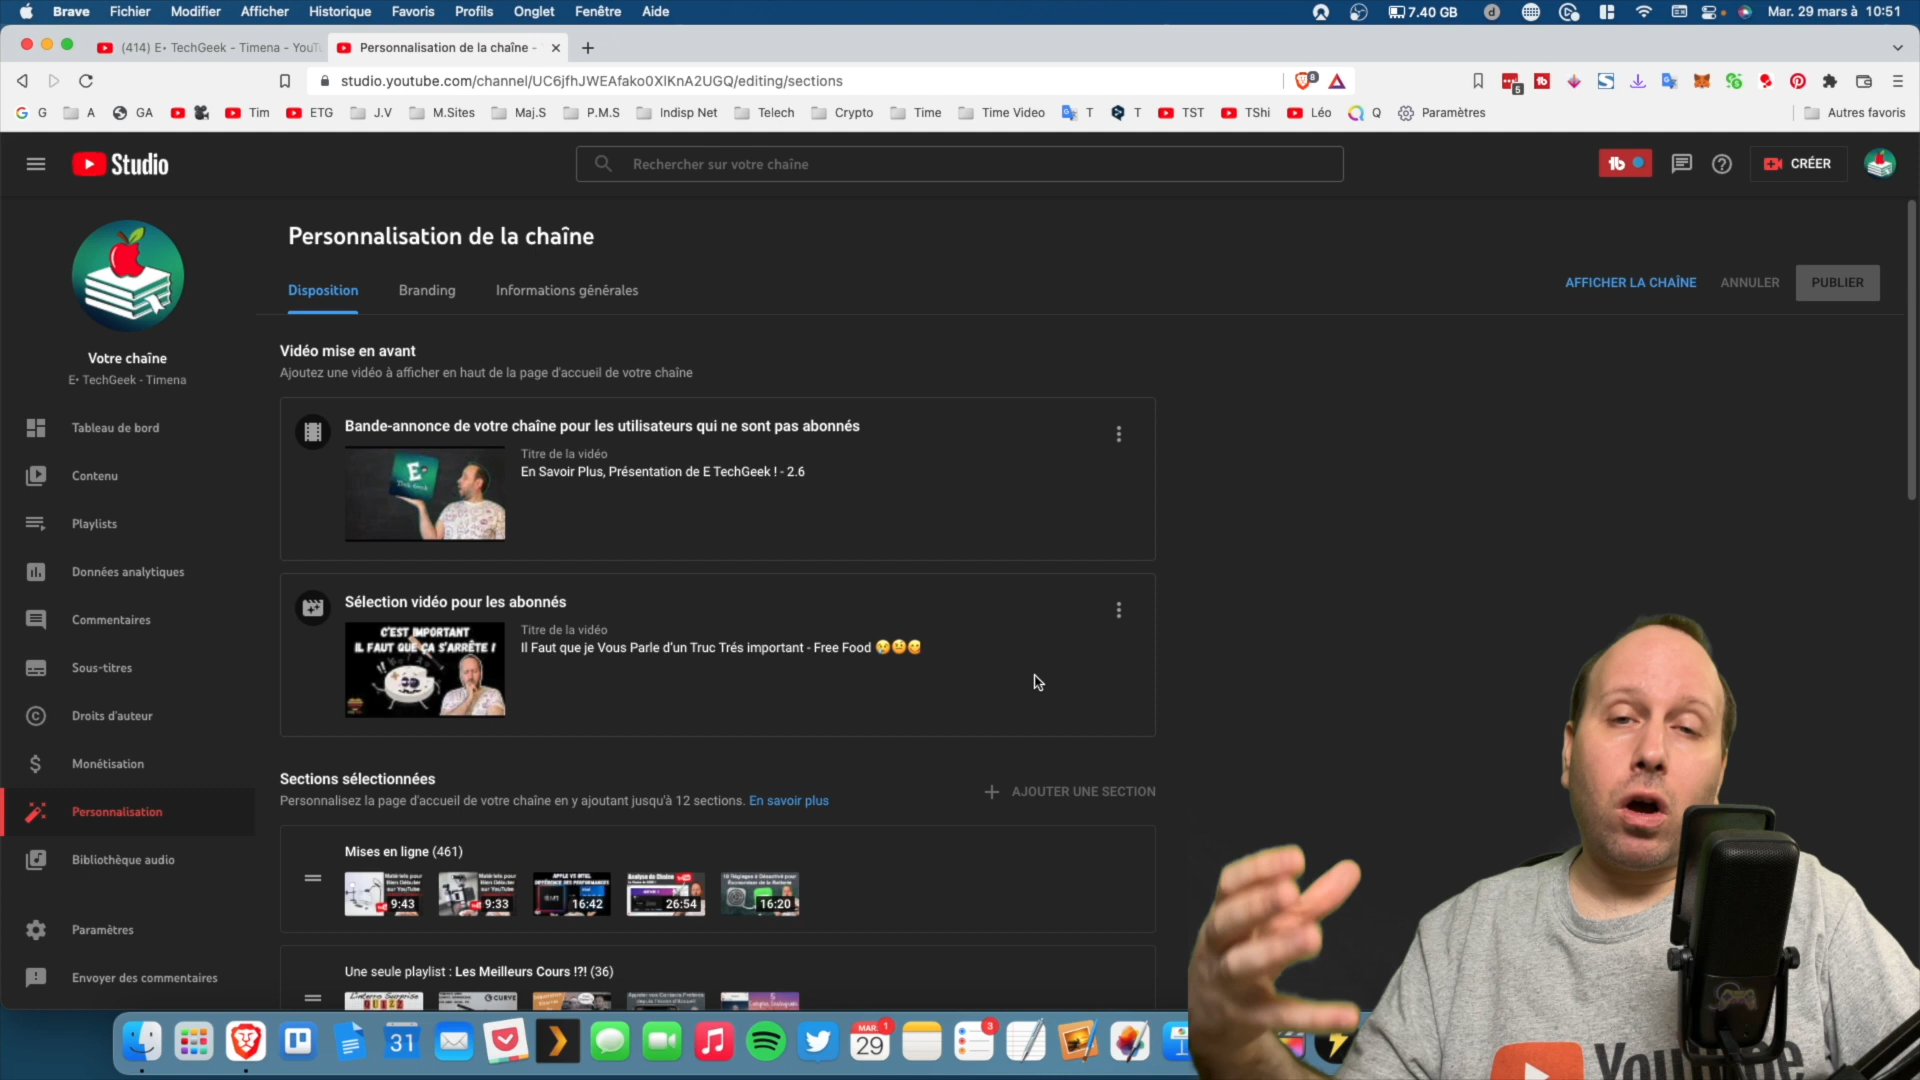 Brave Fichier Modifier Afficher Historique Favoris Profils Onglet Fenêtre Aide 7.40 GB Mar. 29 mars à 10:51
(414) E• TechGeek - Timena - YouTu
Personnalisation de la chaîne -
studio.youtube.com/channel/UC6jfhJWEAfako0XlKnA2UGQ/editing/sections
G A GA Tim ETG J.V M.Sites Maj.S P.M.S Indisp Net Telech Crypto Time Time Video T T TST TShi Léo Q Paramètres Autres favoris
Studio
Rechercher sur votre chaîne
CRÉER
Personnalisation de la chaîne
Disposition Branding Informations générales
AFFICHER LA CHAÎNE ANNULER PUBLIER
Votre chaîne
E• TechGeek - Timena
Tableau de bord
Contenu
Playlists
Données analytiques
Commentaires
Sous-titres
Droits d'auteur
Monétisation
Personnalisation
Bibliothèque audio
Paramètres
Envoyer des commentaires
Vidéo mise en avant
Ajoutez une vidéo à afficher en haut de la page d'accueil de votre chaîne
Bande-annonce de votre chaîne pour les utilisateurs qui ne sont pas abonnés
Titre de la vidéo
En Savoir Plus, Présentation de E TechGeek ! - 2.6
Sélection vidéo pour les abonnés
C'EST IMPORTANT
IL FAUT QUE ÇA S'ARRÊTE !
Titre de la vidéo
Il Faut que je Vous Parle d'un Truc Trés important - Free Food 😢😐😋
Sections sélectionnées
Personnalisez la page d'accueil de votre chaîne en y ajoutant jusqu'à 12 sections. En savoir plus
AJOUTER UNE SECTION
Mises en ligne (461)
9:43 9:33 16:42 26:54 16:20
Une seule playlist : Les Meilleurs Cours !?! (36)
31
MAR. 1
29
3
YouTube